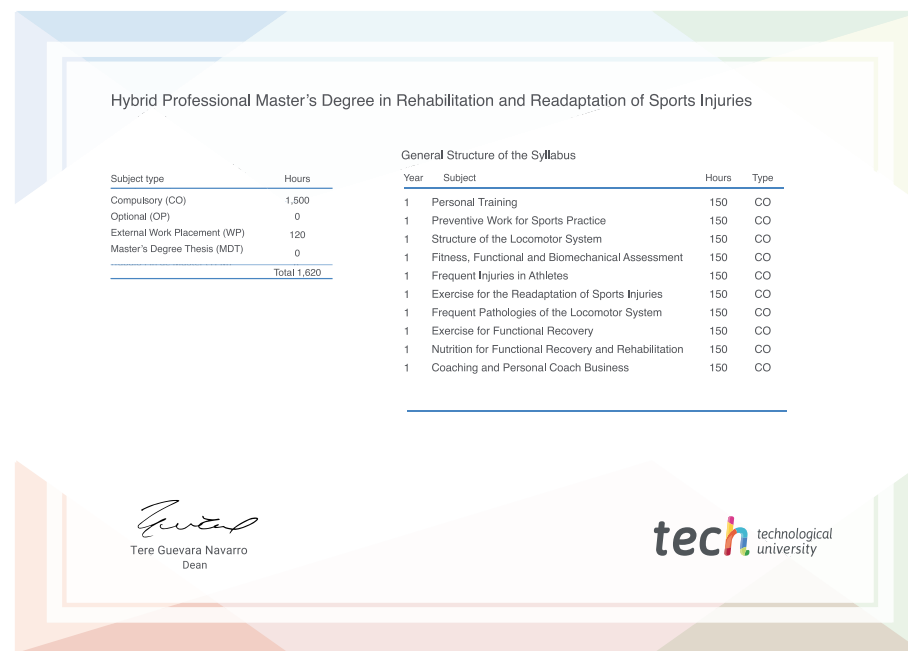 Hybrid Professional Master's Degree in Rehabilitation and Readaptation of Sports Injuries
Subject type Hours
Compulsory (CO) 1,500
Optional (OP) 0
External Work Placement (WP) 120
Master's Degree Thesis (MDT) 0
Total 1,620
General Structure of the Syllabus
Year Subject Hours Type
1 Personal Training 150 CO
1 Preventive Work for Sports Practice 150 CO
1 Structure of the Locomotor System 150 CO
1 Fitness, Functional and Biomechanical Assessment 150 CO
1 Frequent Injuries in Athletes 150 CO
1 Exercise for the Readaptation of Sports Injuries 150 CO
1 Frequent Pathologies of the Locomotor System 150 CO
1 Exercise for Functional Recovery 150 CO
1 Nutrition for Functional Recovery and Rehabilitation 150 CO
1 Coaching and Personal Coach Business 150 CO
Tere Guevara Navarro
Dean
tech technological
university